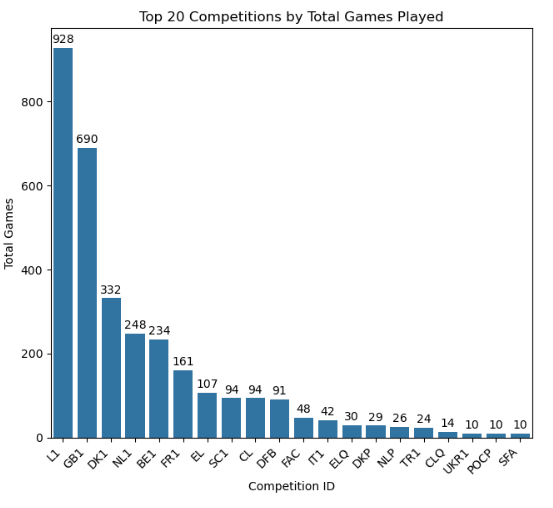 Top 20 Competitions by Total Games Played
928
690
332
248
234
161
107
94
94
91
48
42
30
29
26
24
14
10
10
10
800
600
400
200
0
Total Games
L1
GB1
DK1
NL1
BE1
FR1
EL
SC1
CL
DFB
FAC
IT1
ELQ
DKP
NLP
TR1
CLQ
UKR1
POCP
SFA
Competition ID